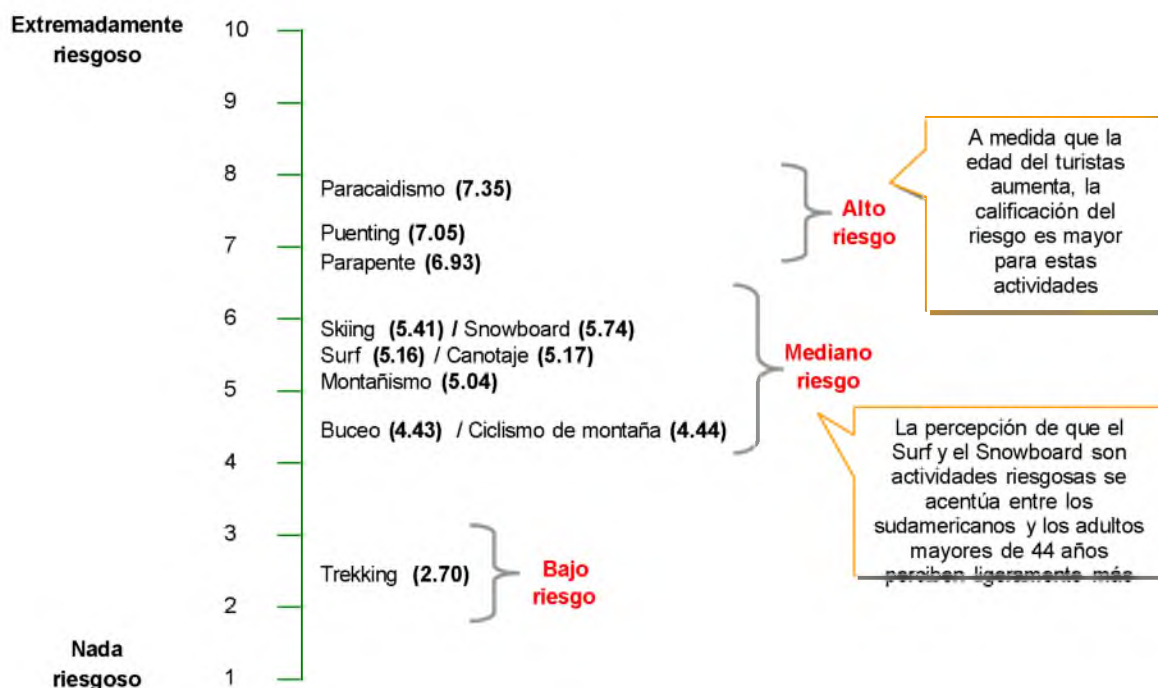 Extremadamente
riesgoso
10
9
8
7
6
5
4
3
2
1
Nada
riesgoso
Paracaidismo (7.35)
Puenting (7.05)
Parapente (6.93)
Alto
riesgo
A medida que la
edad del turistas
aumenta, la
calificación del
riesgo es mayor
para estas
actividades
Skiing (5.41) / Snowboard (5.74)
Surf (5.16) / Canotaje (5.17)
Montañismo (5.04)
Buceo (4.43) / Ciclismo de montaña (4.44)
Mediano
riesgo
La percepción de que el
Surf y el Snowboard son
actividades riesgosas se
acentúa entre los
sudamericanos y los adultos
mayores de 44 años
perciben ligeramente más
Trekking (2.70)
Bajo
riesgo